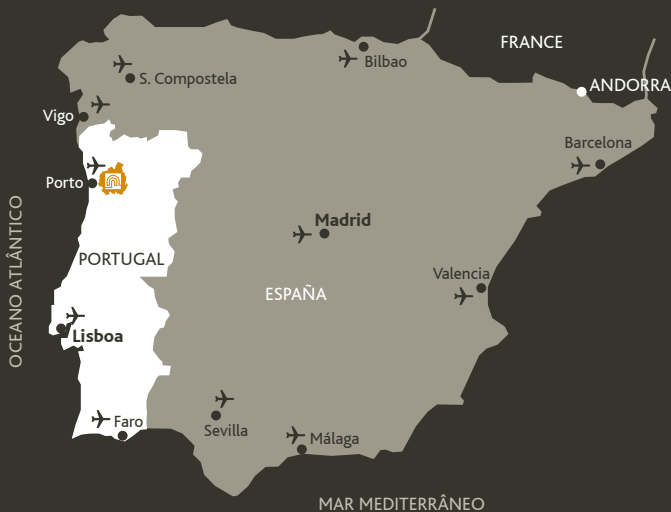 FRANCE
S. Compostela
Bilbao
ANDORRA
Vigo
Barcelona
Porto
OCEANO ATLÂNTICO
Madrid
PORTUGAL
Valencia
ESPAÑA
Lisboa
Faro
Sevilla
Málaga
MAR MEDITERRÂNEO